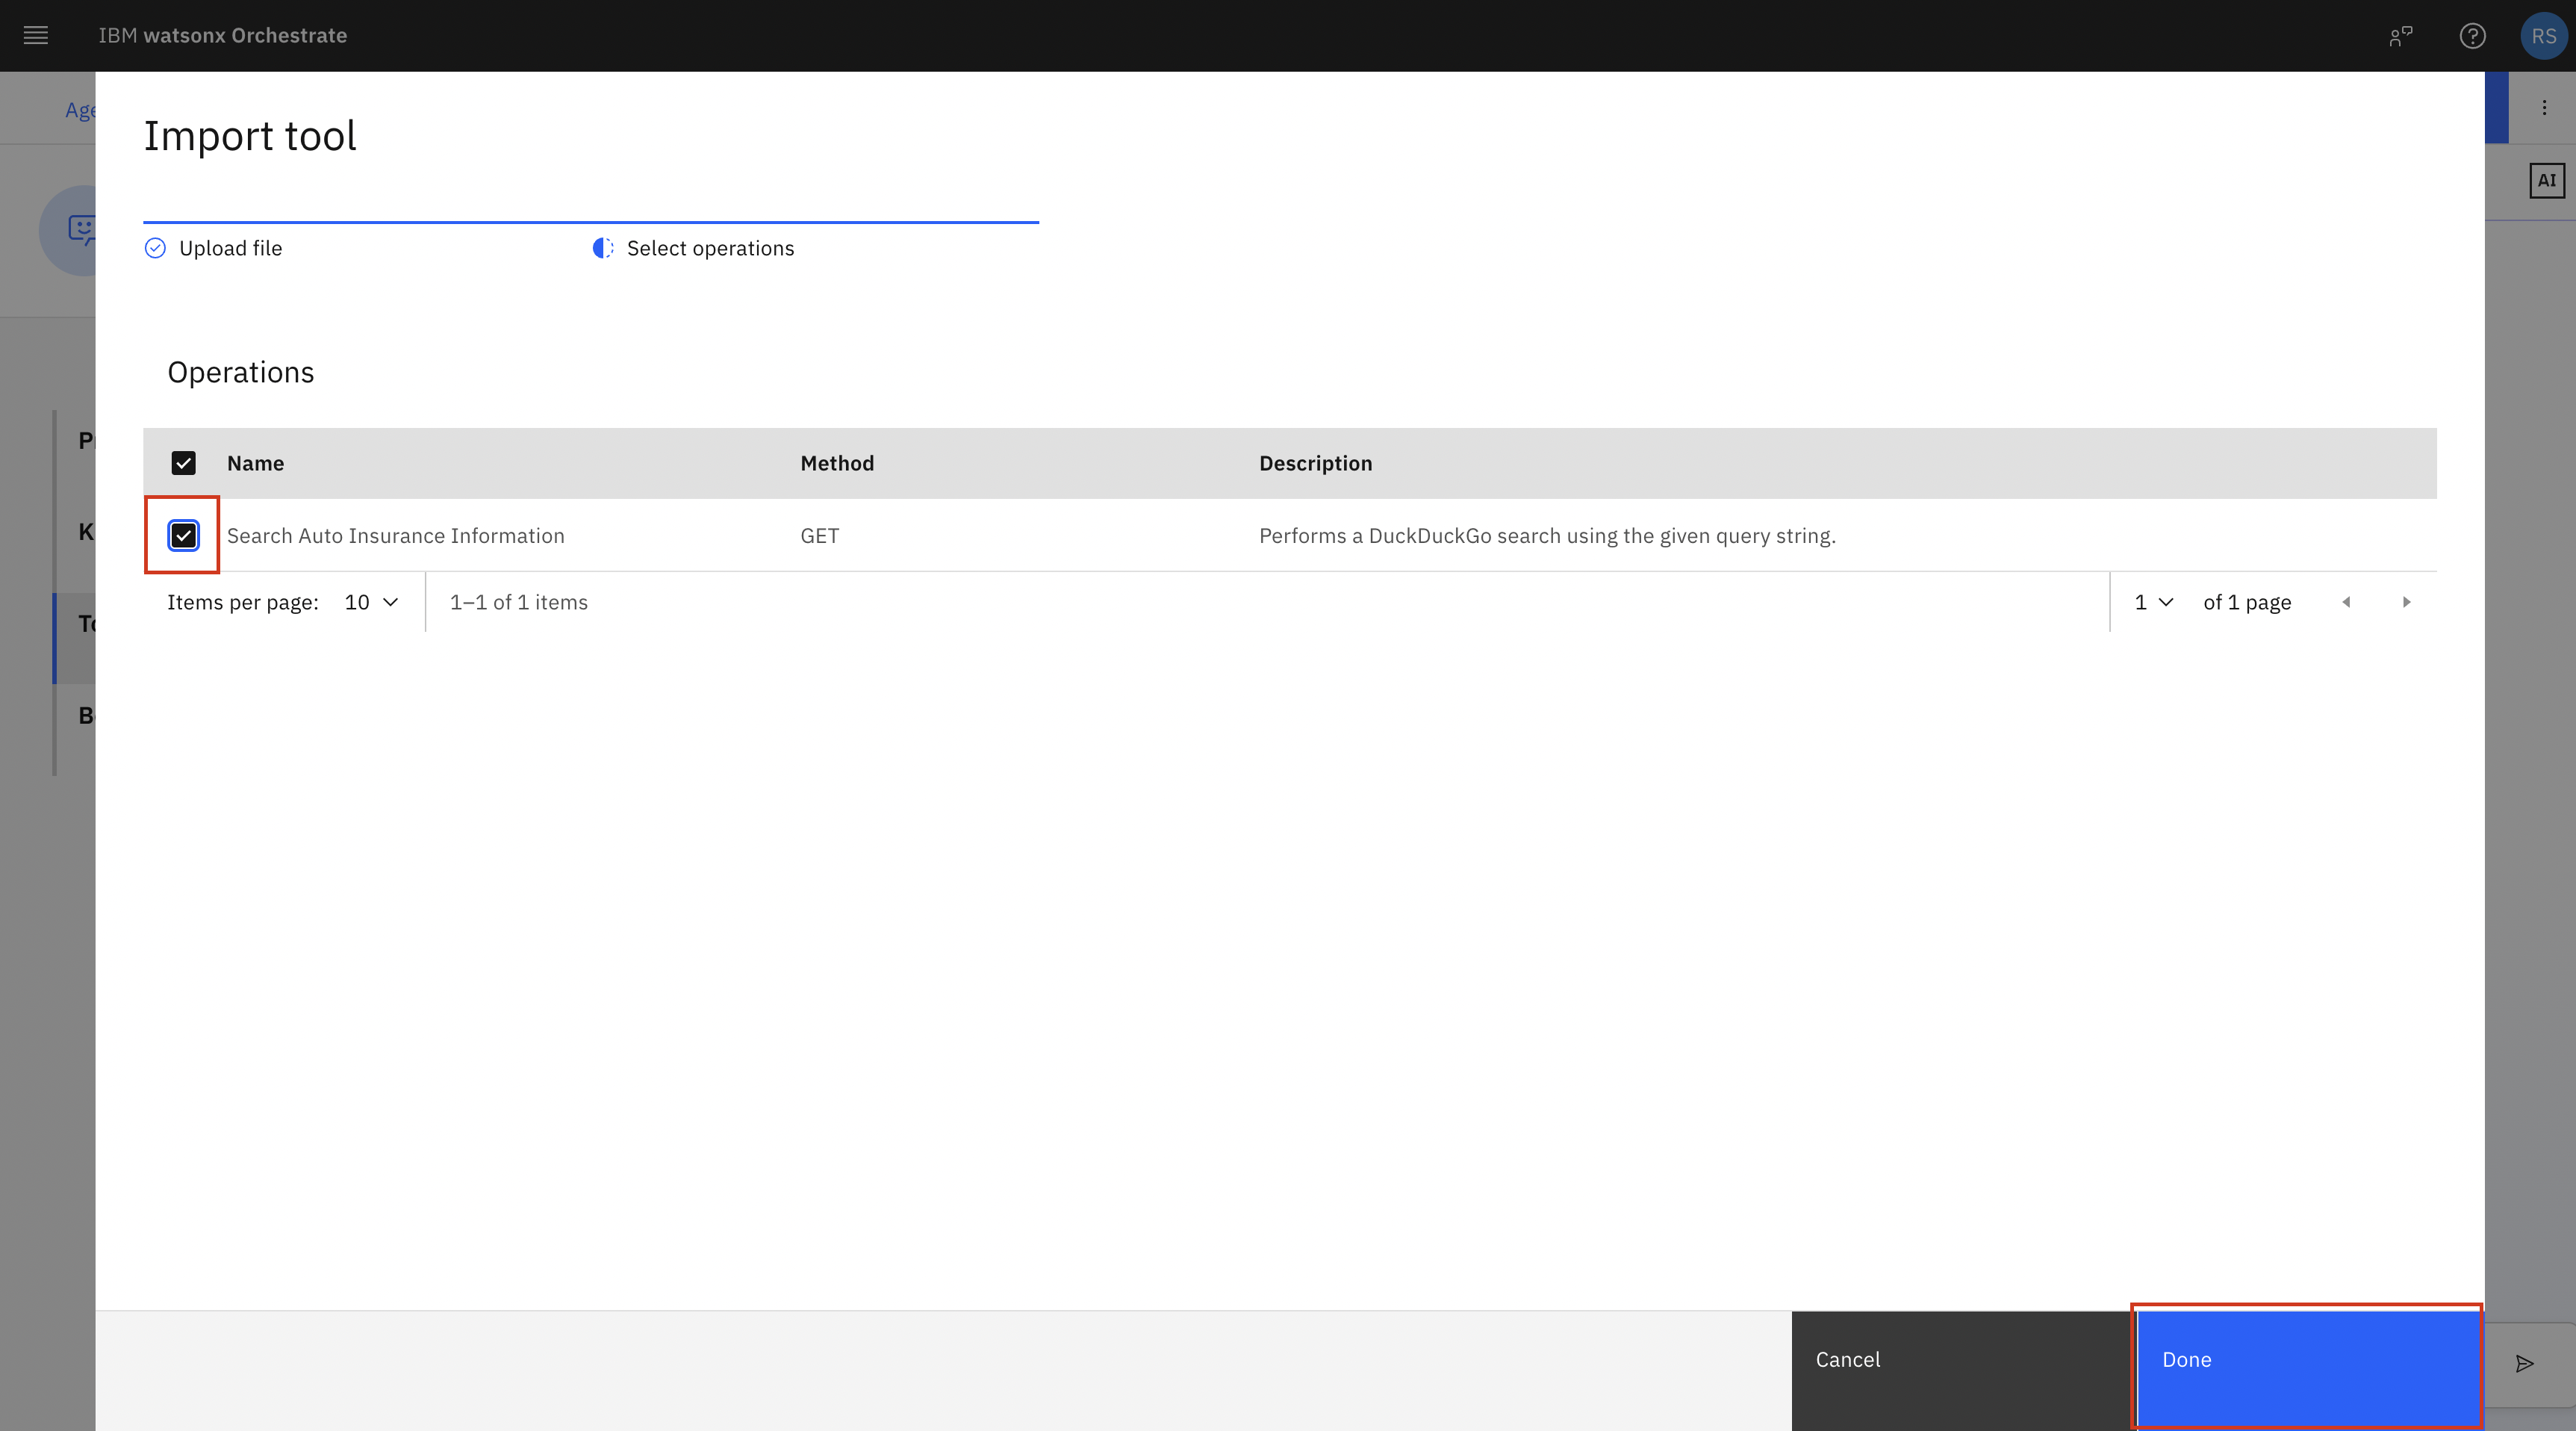 IBM watsonx Orchestrate
RS
Age
AI
Import tool
Upload file
Select operations
Operations
Name Method Description
Search Auto Insurance Information GET Performs a DuckDuckGo search using the given query string.
Items per page: 10 1–1 of 1 items 1 of 1 page
P
K
To
B
Cancel
Done